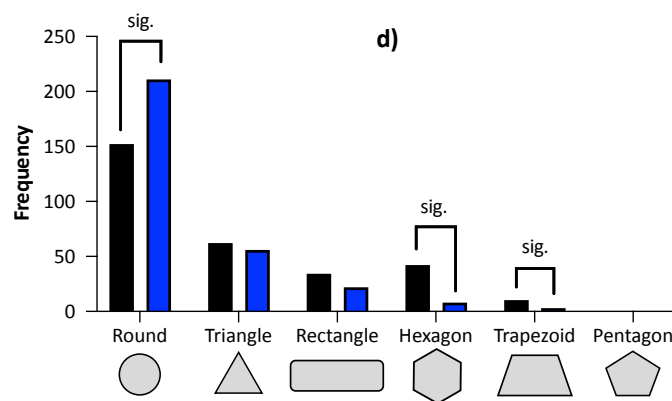 d)
Frequency
250
200
150
100
50
0
sig.
sig.
sig.
Round Triangle Rectangle Hexagon Trapezoid Pentagon